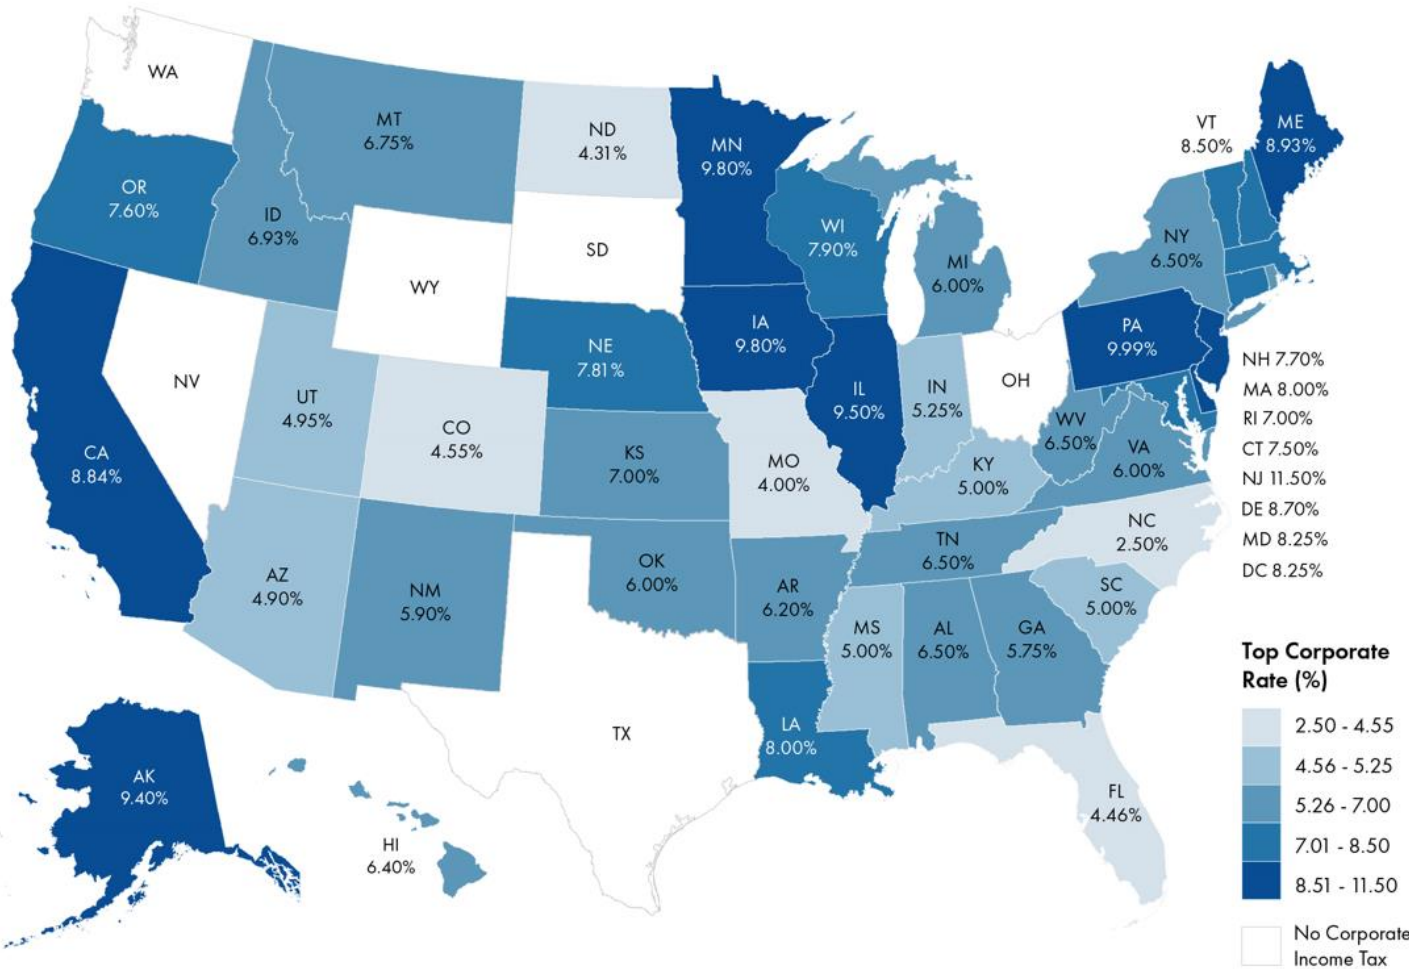 WA
MT
6.75%
ND
4.31%
MN
9.80%
VT
8.50%
ME
8.93%
OR
7.60%
ID
6.93%
SD
WI
7.90%
MI
6.00%
NY
6.50%
WY
IA
9.80%
PA
9.99%
NE
7.81%
NV
UT
4.95%
CO
4.55%
IL
9.50%
IN
5.25%
OH
NH 7.70%
MA 8.00%
RI 7.00%
CT 7.50%
NJ 11.50%
DE 8.70%
MD 8.25%
DC 8.25%
CA
8.84%
KS
7.00%
MO
4.00%
KY
5.00%
WV
6.50%
VA
6.00%
NC
2.50%
AZ
4.90%
NM
5.90%
OK
6.00%
AR
6.20%
TN
6.50%
SC
5.00%
MS
5.00%
AL
6.50%
GA
5.75%
TX
LA
8.00%
FL
4.46%
AK
9.40%
HI
6.40%
Top Corporate
Rate (%)
2.50 - 4.55
4.56 - 5.25
5.26 - 7.00
7.01 - 8.50
8.51 - 11.50
No Corporate
Income Tax